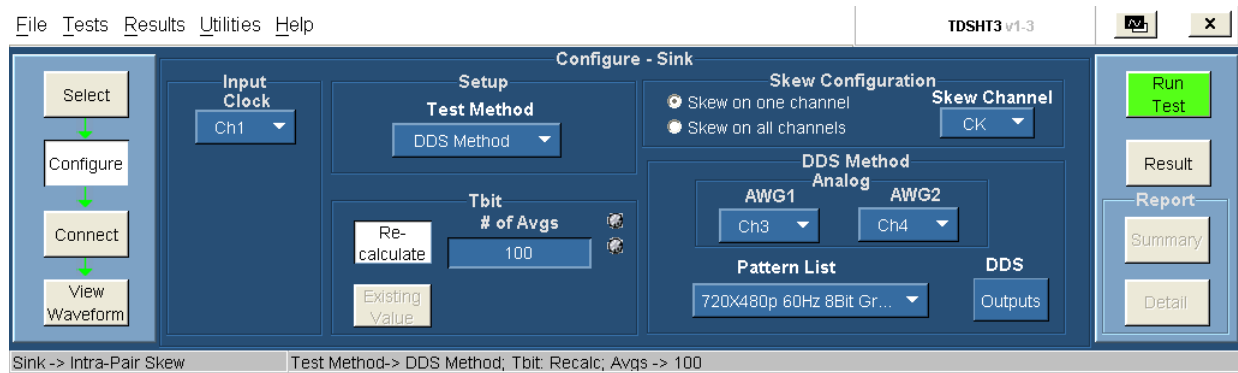 File Tests Results Utilities Help
TDSHT3 v1-3
x
Select
Configure
Connect
View
Waveform
Configure - Sink
Input
Clock
Ch1
Setup
Test Method
DDS Method
Tbit
Re-
calculate
# of Avgs
100
Existing
Value
Skew Configuration
Skew on one channel
Skew on all channels
Skew Channel
CK
DDS Method
Analog
AWG1
AWG2
Ch3
Ch4
Pattern List
720X480p 60Hz 8Bit Gr...
DDS
Outputs
Run
Test
Result
Report
Summary
Detail
Sink -> Intra-Pair Skew
Test Method-> DDS Method; Tbit: Recalc; Avgs -> 100